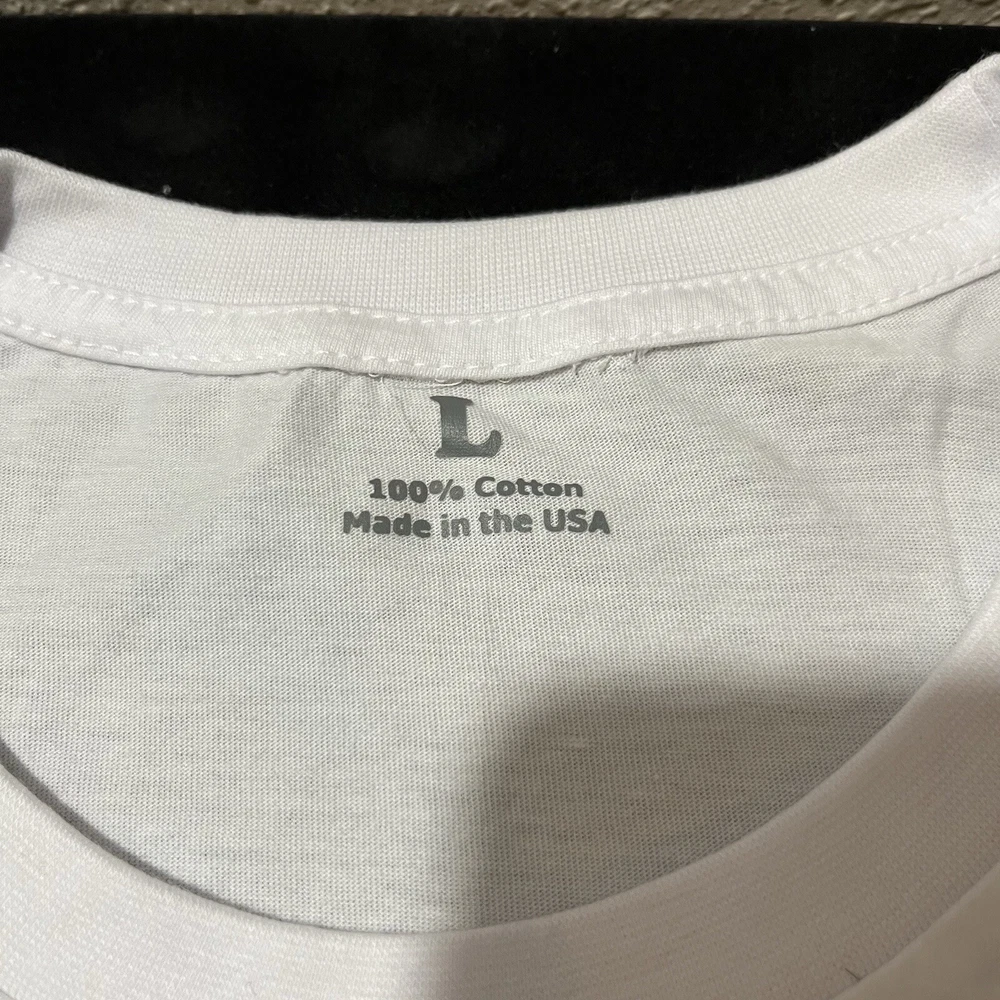 L
100% Cotton
Made in the USA